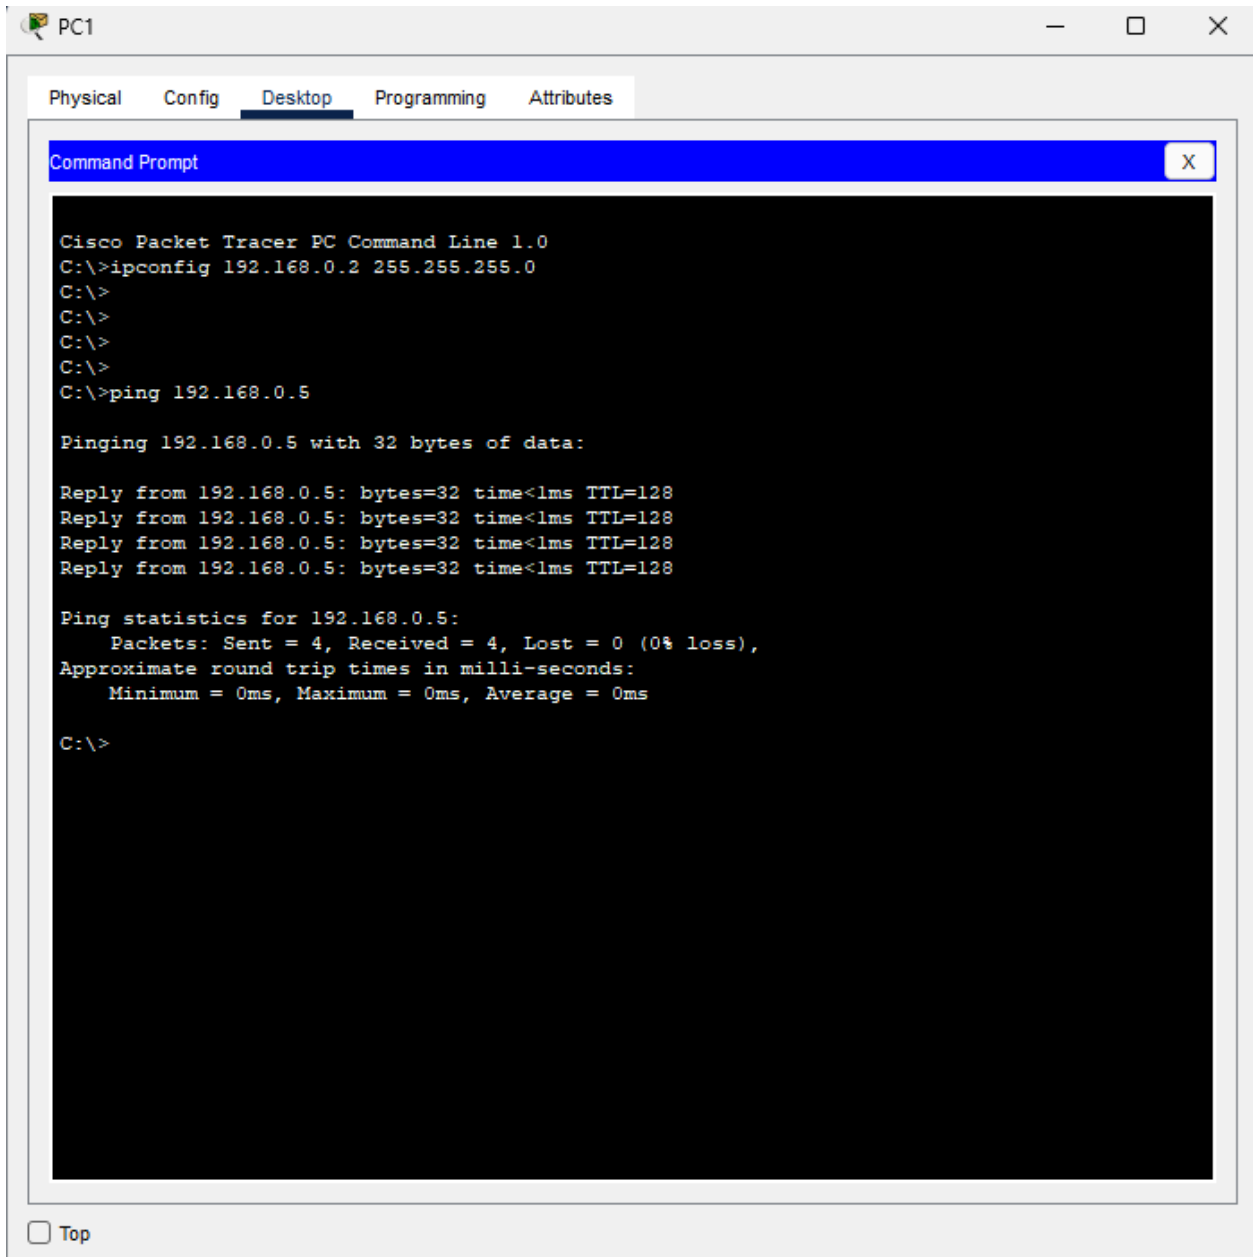 PC1
Physical Config Desktop Programming Attributes
Command Prompt X
Cisco Packet Tracer PC Command Line 1.0
C:\>ipconfig 192.168.0.2 255.255.255.0
C:\>
C:\>
C:\>
C:\>
C:\>ping 192.168.0.5
Pinging 192.168.0.5 with 32 bytes of data:
Reply from 192.168.0.5: bytes=32 time<1ms TTL=128
Reply from 192.168.0.5: bytes=32 time<1ms TTL=128
Reply from 192.168.0.5: bytes=32 time<1ms TTL=128
Reply from 192.168.0.5: bytes=32 time<1ms TTL=128
Ping statistics for 192.168.0.5:
Packets: Sent = 4, Received = 4, Lost = 0 (0% loss),
Approximate round trip times in milli-seconds:
Minimum = 0ms, Maximum = 0ms, Average = 0ms
C:\>
Top